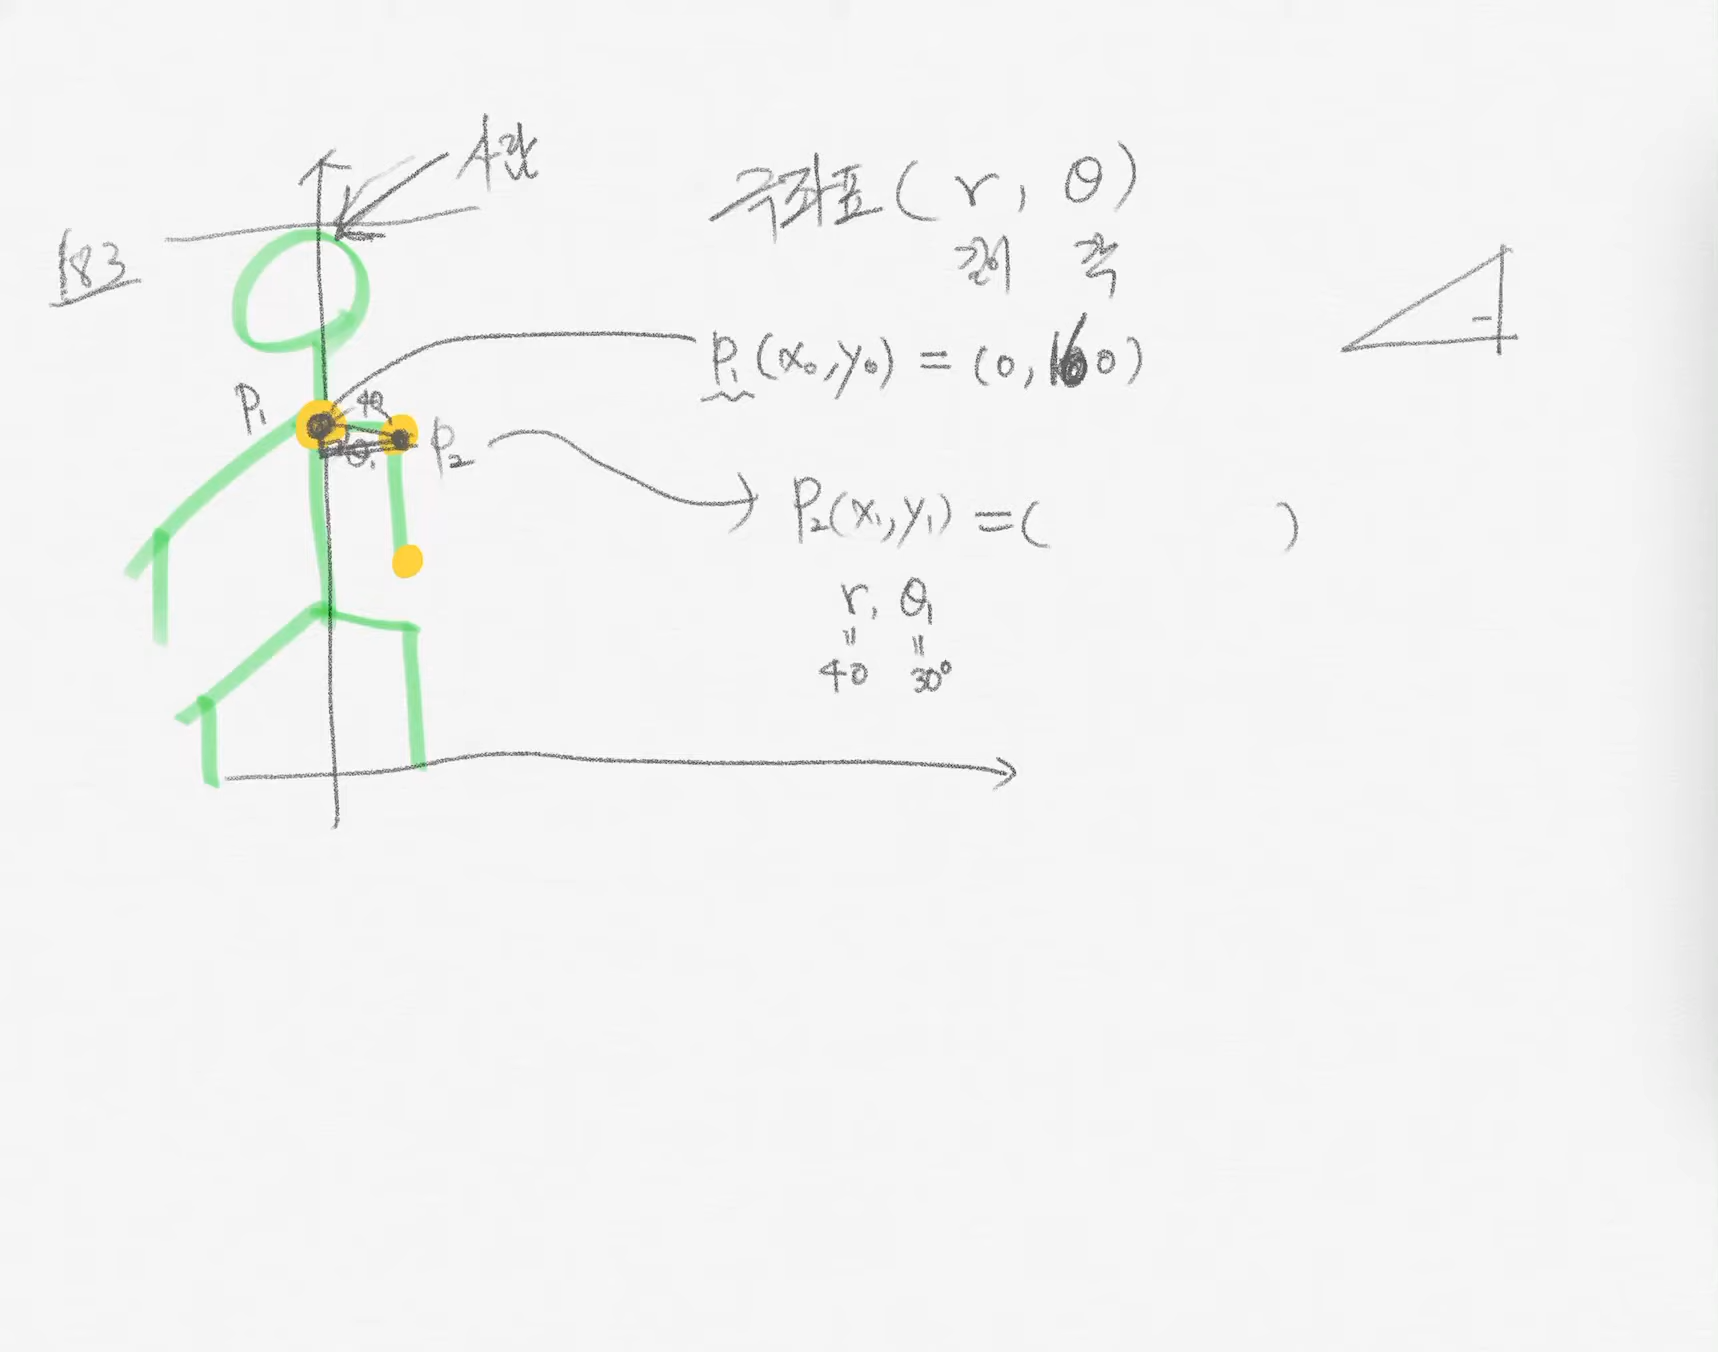 183
극좌표 (r, θ)
길이 각
P₁(x₀,y₀) = (0,160)
P₁
40
θ₁
P₂
P₂(x₁,y₁) = ( )
r, θ₁
" "
40 30°